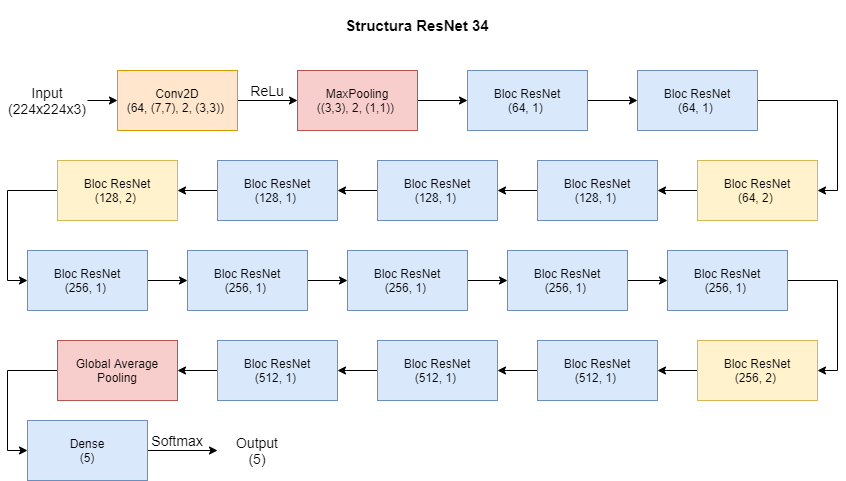 Structura ResNet 34
Input
(224x224x3)
Conv2D
(64, (7,7), 2, (3,3))
ReLu
MaxPooling
((3,3), 2, (1,1))
Bloc ResNet
(64, 1)
Bloc ResNet
(64, 1)
Bloc ResNet
(64, 2)
Bloc ResNet
(128, 1)
Bloc ResNet
(128, 1)
Bloc ResNet
(128, 1)
Bloc ResNet
(128, 2)
Bloc ResNet
(256, 1)
Bloc ResNet
(256, 1)
Bloc ResNet
(256, 1)
Bloc ResNet
(256, 1)
Bloc ResNet
(256, 1)
Bloc ResNet
(256, 2)
Bloc ResNet
(512, 1)
Bloc ResNet
(512, 1)
Bloc ResNet
(512, 1)
Global Average
Pooling
Dense
(5)
Softmax
Output
(5)